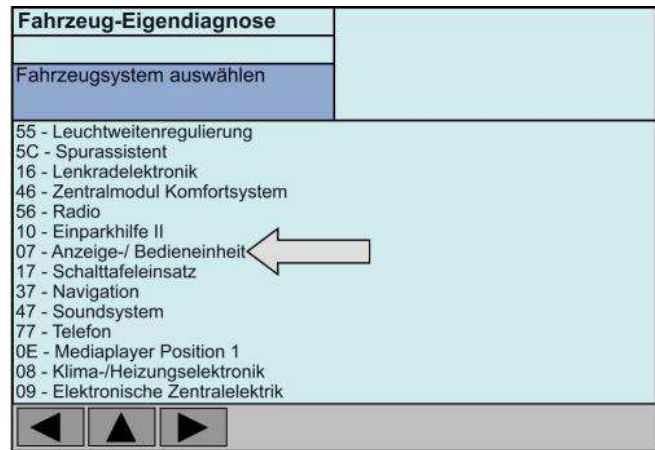 Fahrzeug-Eigendiagnose
Fahrzeugsystem auswählen
55 - Leuchtweitenregulierung
5C - Spurassistent
16 - Lenkradelektronik
46 - Zentralmodul Komfortsystem
56 - Radio
10 - Einparkhilfe II
07 - Anzeige-/ Bedieneinheit
17 - Schalttafeleinsatz
37 - Navigation
47 - Soundsystem
77 - Telefon
0E - Mediaplayer Position 1
08 - Klima-/Heizungselektronik
09 - Elektronische Zentralelektrik